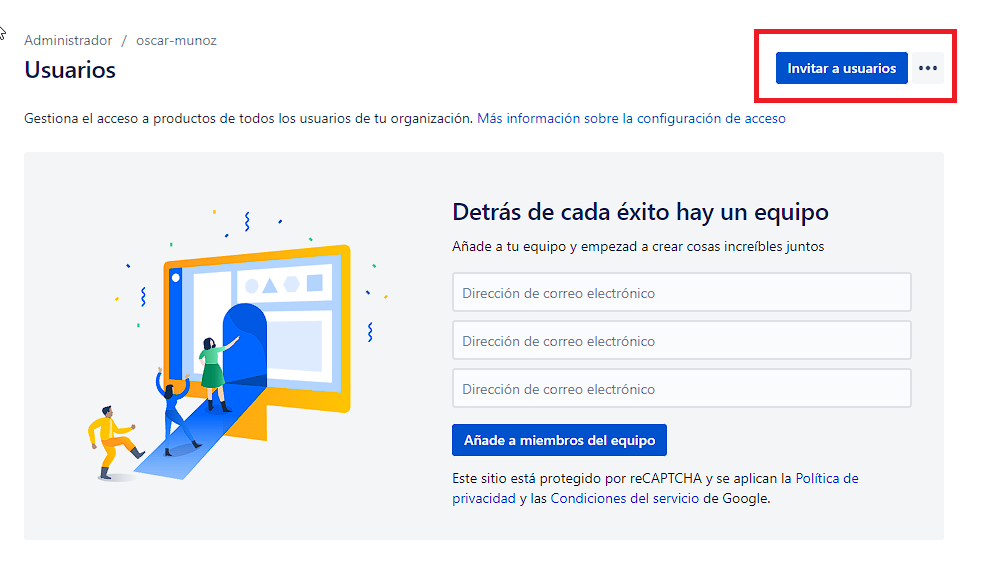 Administrador / oscar-munoz
Usuarios
Invitar a usuarios
Gestiona el acceso a productos de todos los usuarios de tu organización. Más información sobre la configuración de acceso
Detrás de cada éxito hay un equipo
Añade a tu equipo y empezad a crear cosas increíbles juntos
Dirección de correo electrónico
Dirección de correo electrónico
Dirección de correo electrónico
Añade a miembros del equipo
Este sitio está protegido por reCAPTCHA y se aplican la Política de
privacidad y las Condiciones del servicio de Google.